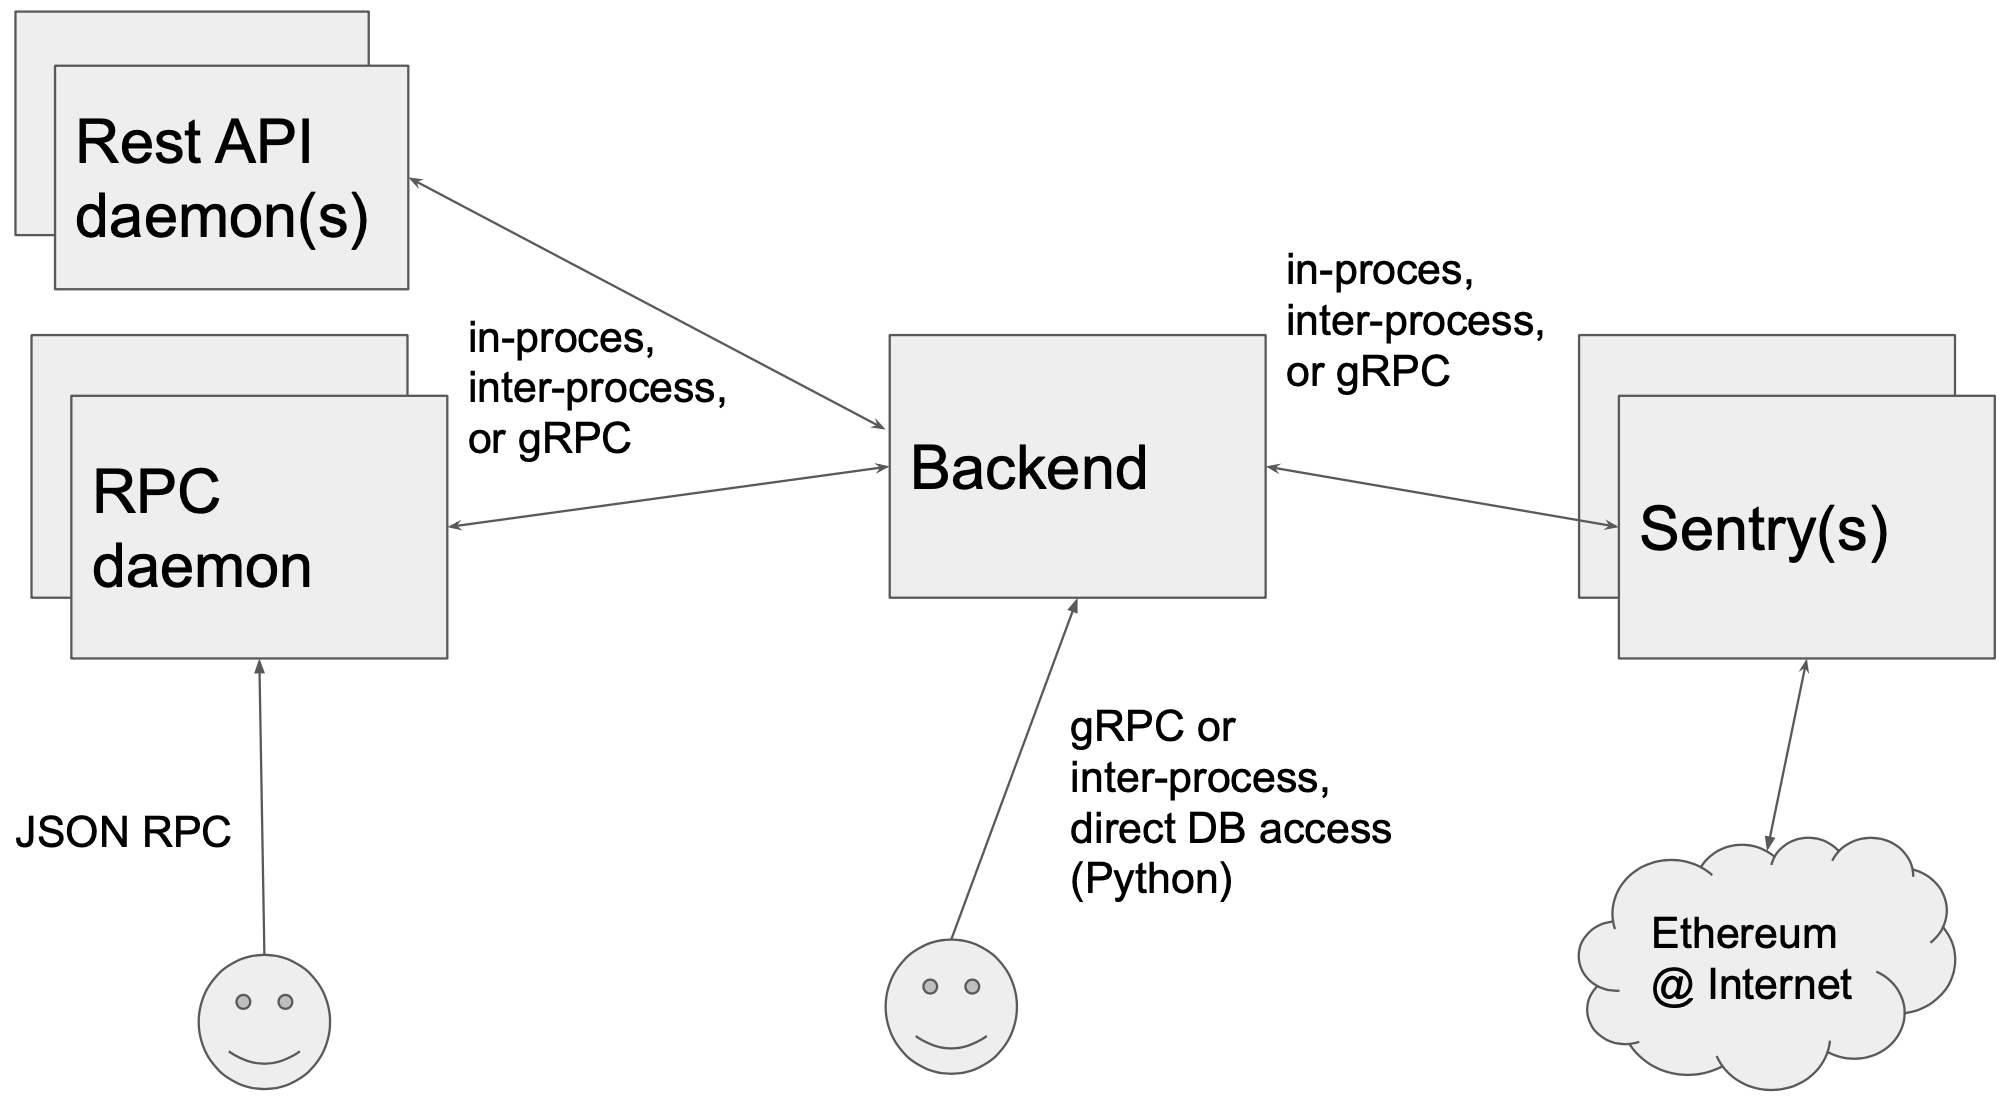 Rest API
daemon(s)
in-proces,
inter-process,
or gRPC
in-proces,
inter-process,
or gRPC
RPC
daemon
Backend
Sentry(s)
JSON RPC
gRPC or
inter-process,
direct DB access
(Python)
Ethereum
@ Internet